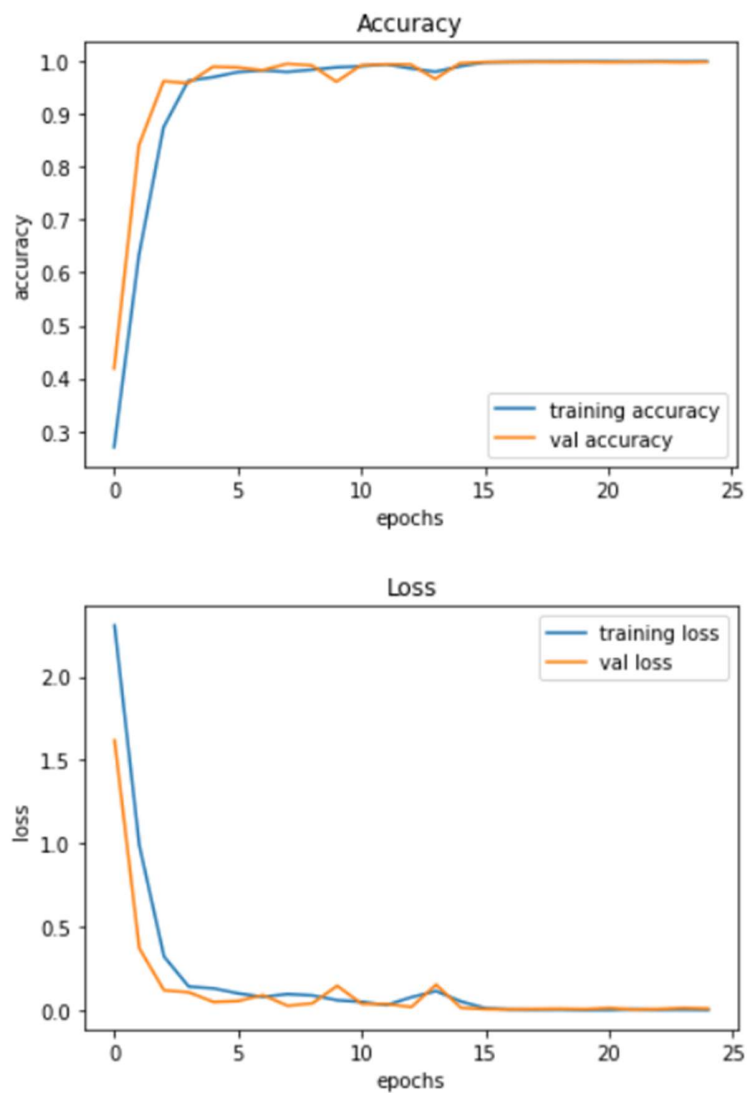 Accuracy
1.0
0.9
0.8
0.7
0.6
0.5
0.4
0.3
accuracy
training accuracy
val accuracy
0 5 10 15 20 25
epochs
Loss
training loss
val loss
2.0
1.5
1.0
0.5
0.0
loss
0 5 10 15 20 25
epochs